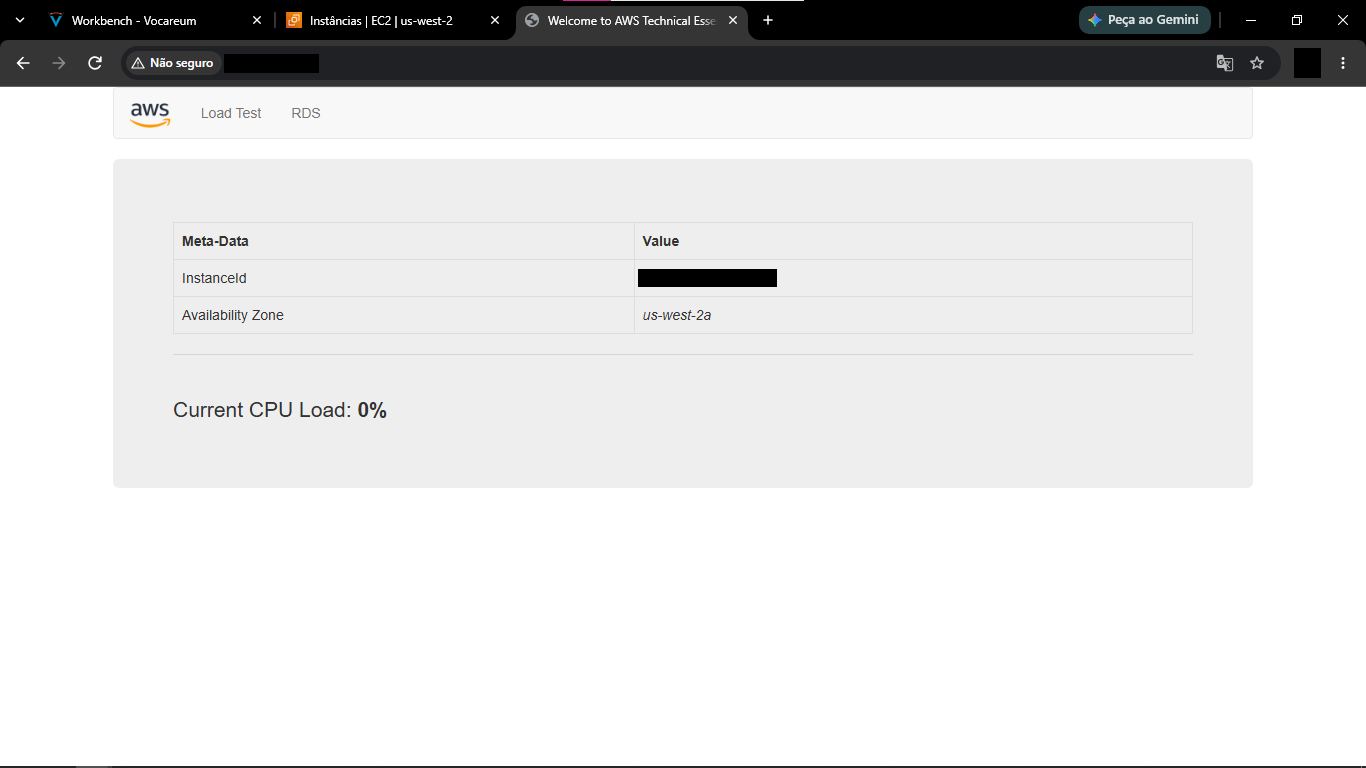 Workbench - Vocareum
Instâncias | EC2 | us-west-2
Welcome to AWS Technical Esse
Peça ao Gemini
Não seguro
aws
Load Test
RDS
Meta-Data Value
InstanceId
Availability Zone us-west-2a
Current CPU Load: 0%